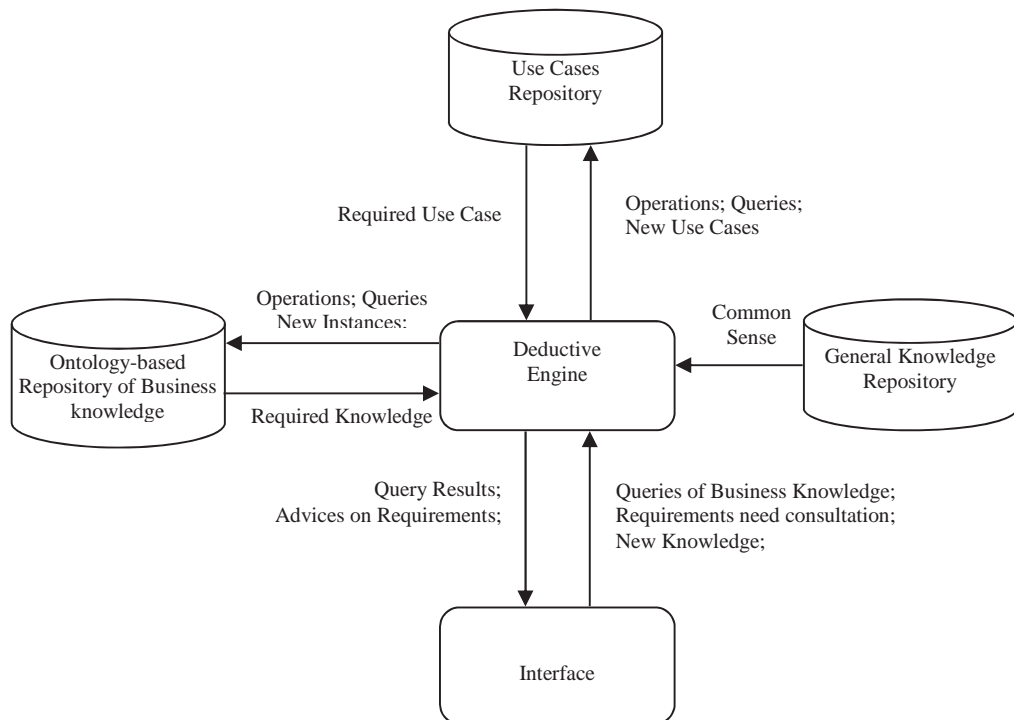 Use Cases
Repository
Required Use Case
Operations; Queries;
New Use Cases
Operations; Queries
New Instances;
Common
Sense
Ontology-based
Repository of Business
knowledge
Deductive
Engine
General Knowledge
Repository
Required Knowledge
Query Results;
Advices on Requirements;
Queries of Business Knowledge;
Requirements need consultation;
New Knowledge;
Interface